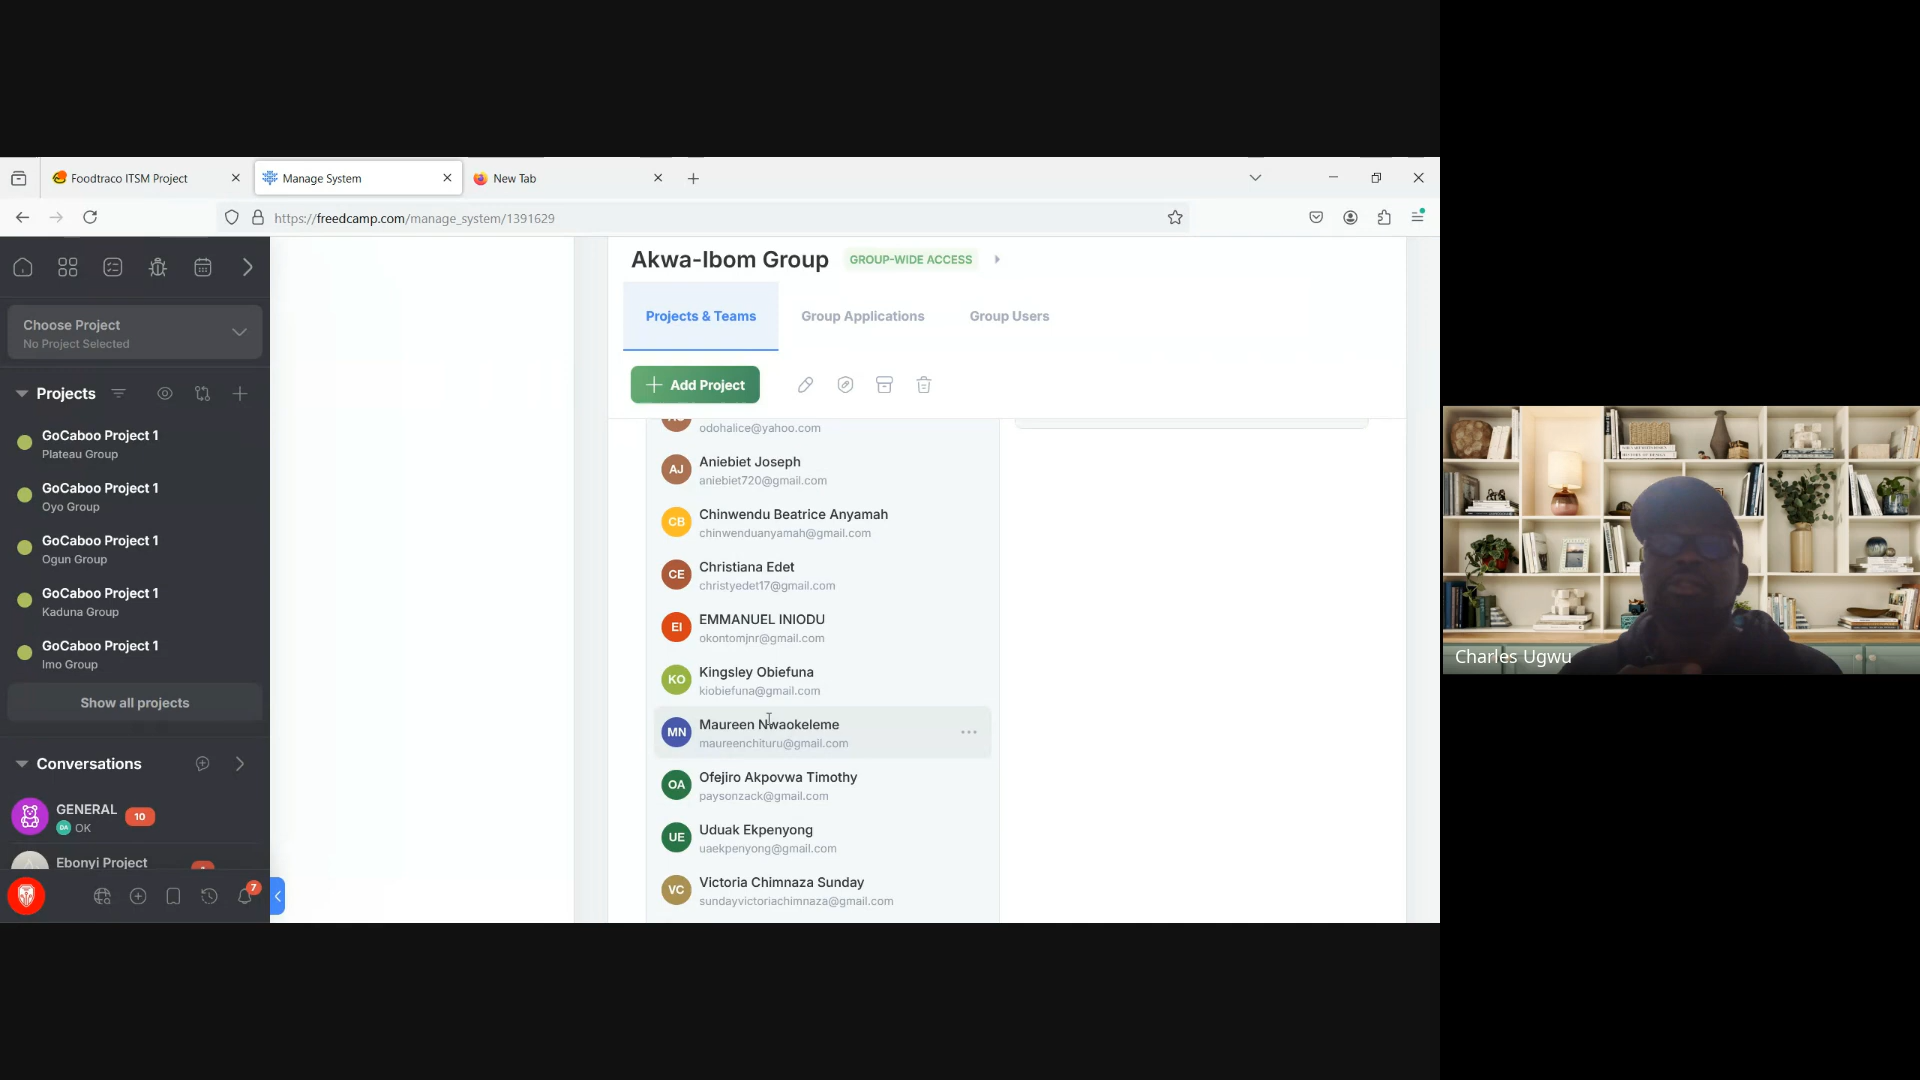 Foodtraco ITSM Project
Manage System
New Tab
https://freedcamp.com/manage_system/1391629
Choose Project
No Project Selected
Projects
GoCaboo Project 1
Plateau Group
GoCaboo Project 1
Oyo Group
GoCaboo Project 1
Ogun Group
GoCaboo Project 1
Kaduna Group
GoCaboo Project 1
Imo Group
Show all projects
Conversations
GENERAL 10
DA OK
Ebonyi Project
7
Akwa-Ibom Group GROUP-WIDE ACCESS
Projects & Teams Group Applications Group Users
+ Add Project
odohalice@yahoo.com
AJ Aniebiet Joseph
aniebiet720@gmail.com
CB Chinwendu Beatrice Anyamah
chinwenduanyamah@gmail.com
CE Christiana Edet
christyedet17@gmail.com
EI EMMANUEL INIODU
okontomjnr@gmail.com
KO Kingsley Obiefuna
kiobiefuna@gmail.com
MN Maureen Nwaokeleme
maureenchituru@gmail.com
OA Ofejiro Akpovwa Timothy
paysonzack@gmail.com
UE Uduak Ekpenyong
uaekpenyong@gmail.com
VC Victoria Chimnaza Sunday
sundayvictoriachimnaza@gmail.com
Charles Ugwu